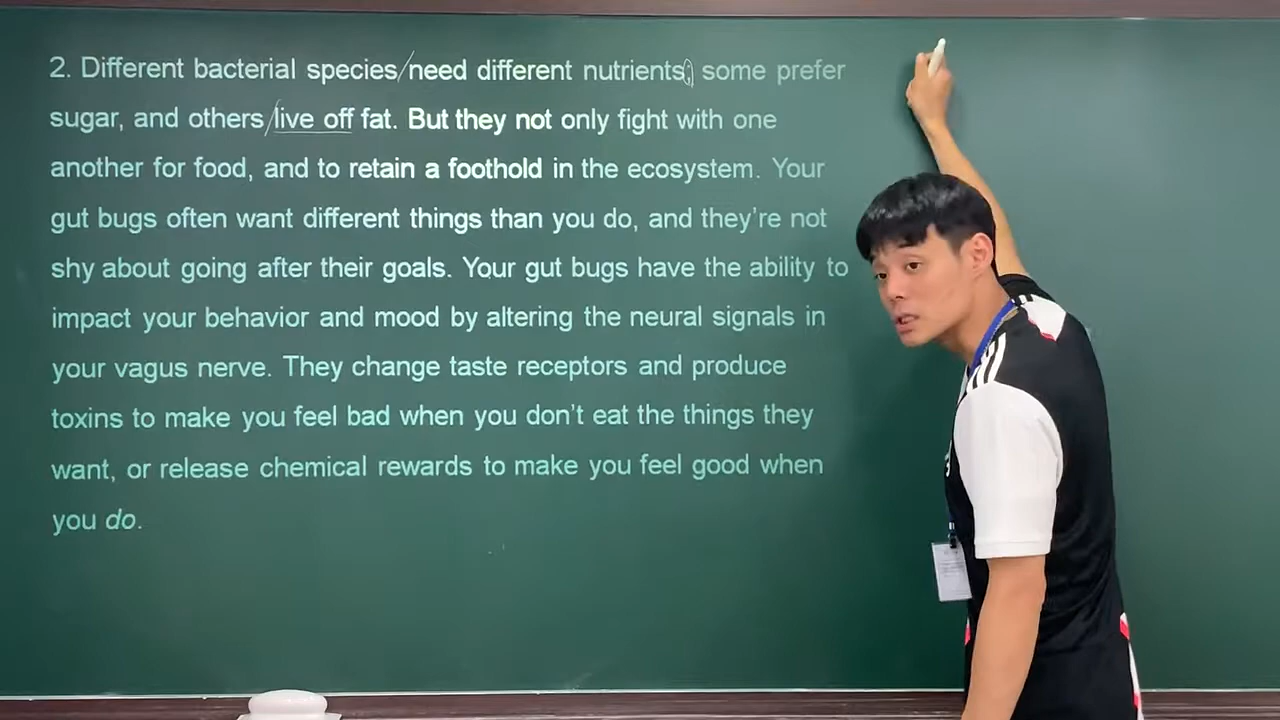 2. Different bacterial species/need different nutrients; some prefer
sugar, and others/live off fat. But they not only fight with one
another for food, and to retain a foothold in the ecosystem. Your
gut bugs often want different things than you do, and they're not
shy about going after their goals. Your gut bugs have the ability to
impact your behavior and mood by altering the neural signals in
your vagus nerve. They change taste receptors and produce
toxins to make you feel bad when you don't eat the things they
want, or release chemical rewards to make you feel good when
you do.